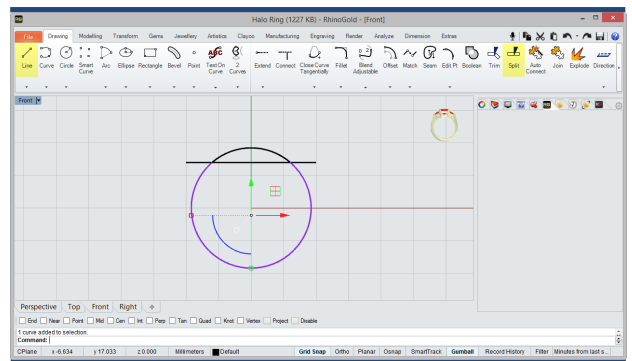 Halo Ring (1227 KB) - RhinoGold - [Front]
File Drawing Modelling Transform Gems Jewellery Artistics Clayoo Manufacturing Engraving Render Analyze Dimension Extras
Line Curve Circle Smart Curve Arc Ellipse Rectangle Bevel Point Text On Curve 2 Curves Extend Connect Close Curve Tangentially Fillet Blend Adjustable Offset Match Seam Edit Pt Boolean Trim Split Auto Connect Join Explode Direction
Front
Perspective Top Front Right
End Near Point Mid Cen Int Perp Tan Quad Knot Vertex Project Disable
1 curve added to selection.
Command:
CPlane x -6.634 y 17.033 z 0.000 Millimeters Default Grid Snap Ortho Planar Osnap SmartTrack Gumball Record History Filter Minutes from last s...